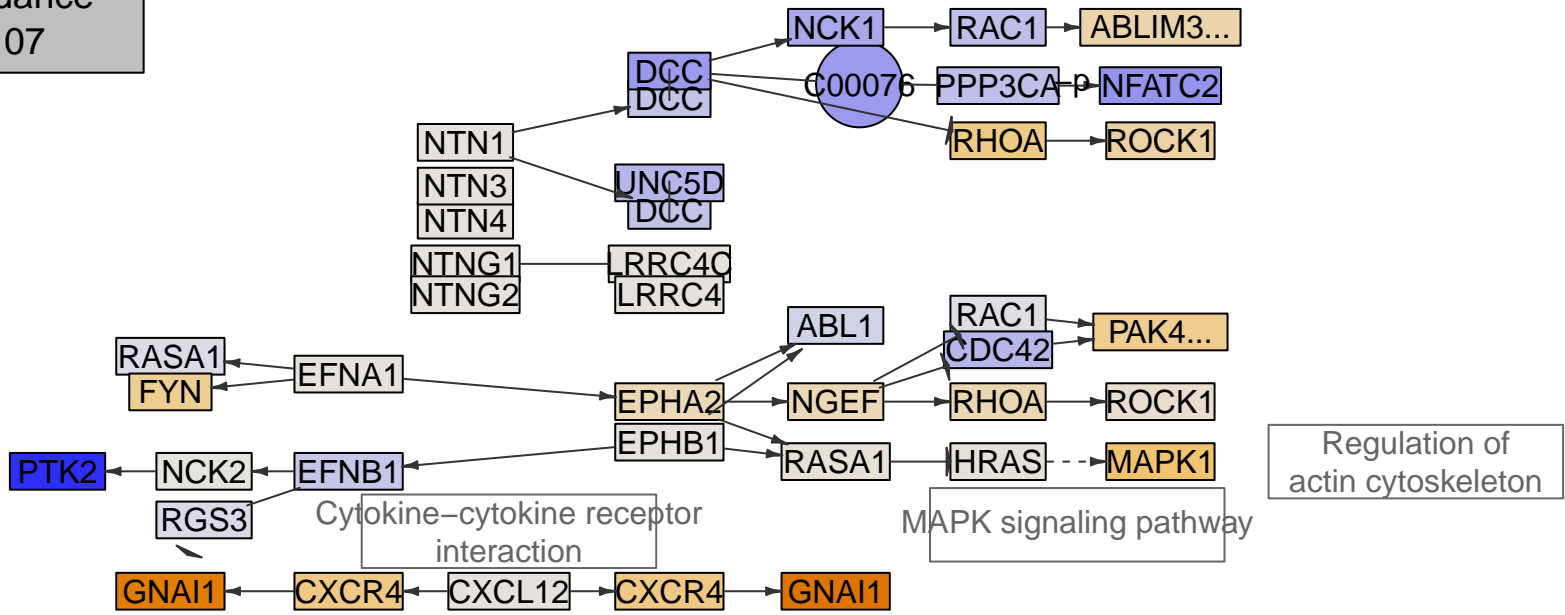 07
NCK1
RAC1
ABLIM3...
DCC
DCC
C00076
PPP3CA
–p
NFATC2
NTN1
RHOA
ROCK1
NTN3
NTN4
UNC5D
DCC
NTNG1
NTNG2
LRRC4C
LRRC4
RASA1
FYN
EFNA1
ABL1
RAC1
CDC42
PAK4...
EPHA2
EPHB1
NGEF
RHOA
ROCK1
PTK2
NCK2
EFNB1
RASA1
HRAS
MAPK1
Regulation of
actin cytoskeleton
RGS3
Cytokine–cytokine receptor
interaction
MAPK signaling pathway
GNAI1
CXCR4
CXCL12
CXCR4
GNAI1